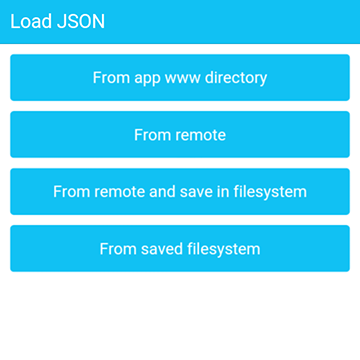 Load JSON
From app www directory
From remote
From remote and save in filesystem
From saved filesystem